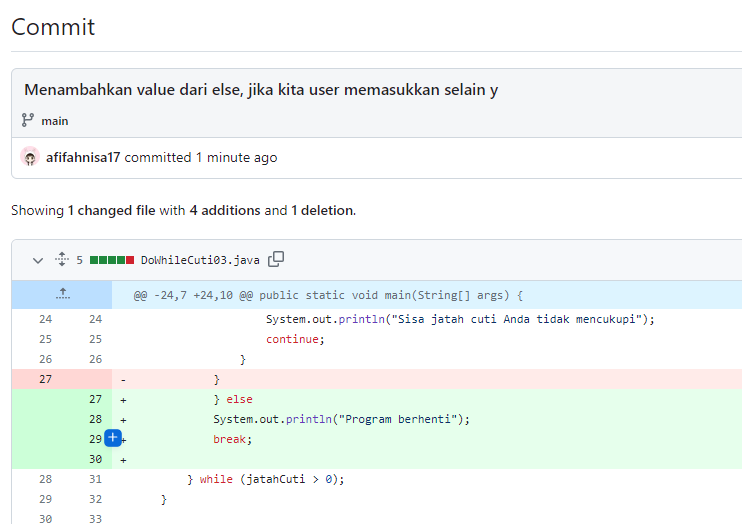 Commit
Menambahkan value dari else, jika kita user memasukkan selain y
main
afifahnisa17 committed 1 minute ago
Showing 1 changed file with 4 additions and 1 deletion.
5 DoWhileCuti03.java
@@ -24,7 +24,10 @@ public static void main(String[] args) {
24 24 System.out.println("Sisa jatah cuti Anda tidak mencukupi");
25 25 continue;
26 26 }
27 - }
27 + } else
28 + System.out.println("Program berhenti");
29 + break;
30 +
28 31 } while (jatahCuti > 0);
29 32 }
30 33